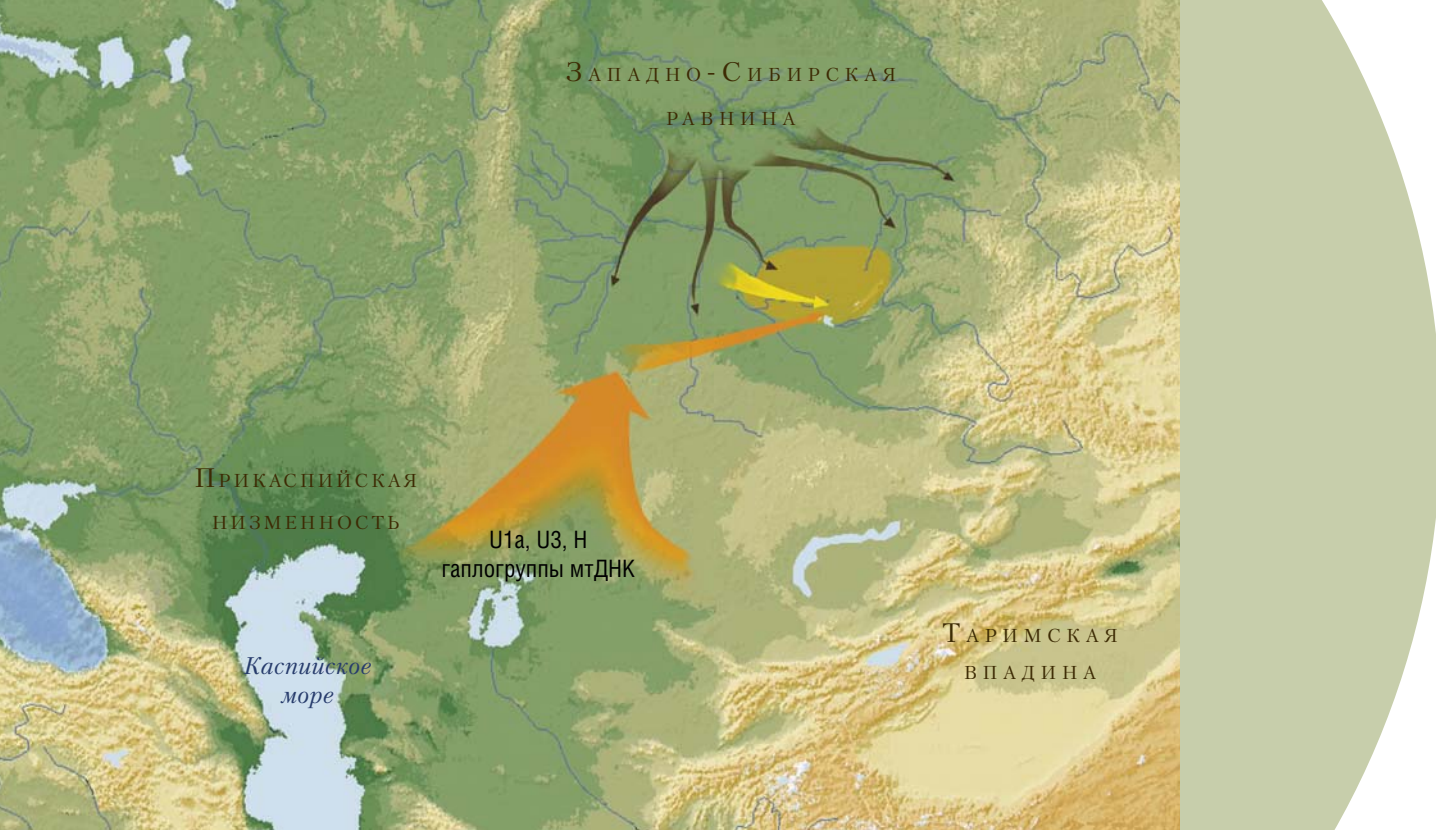 Западно-Сибирская
равнина
Прикаспийская
низменность
U1a, U3, H
гаплогруппы мтДНК
Таримская
впадина
Каспийское
море